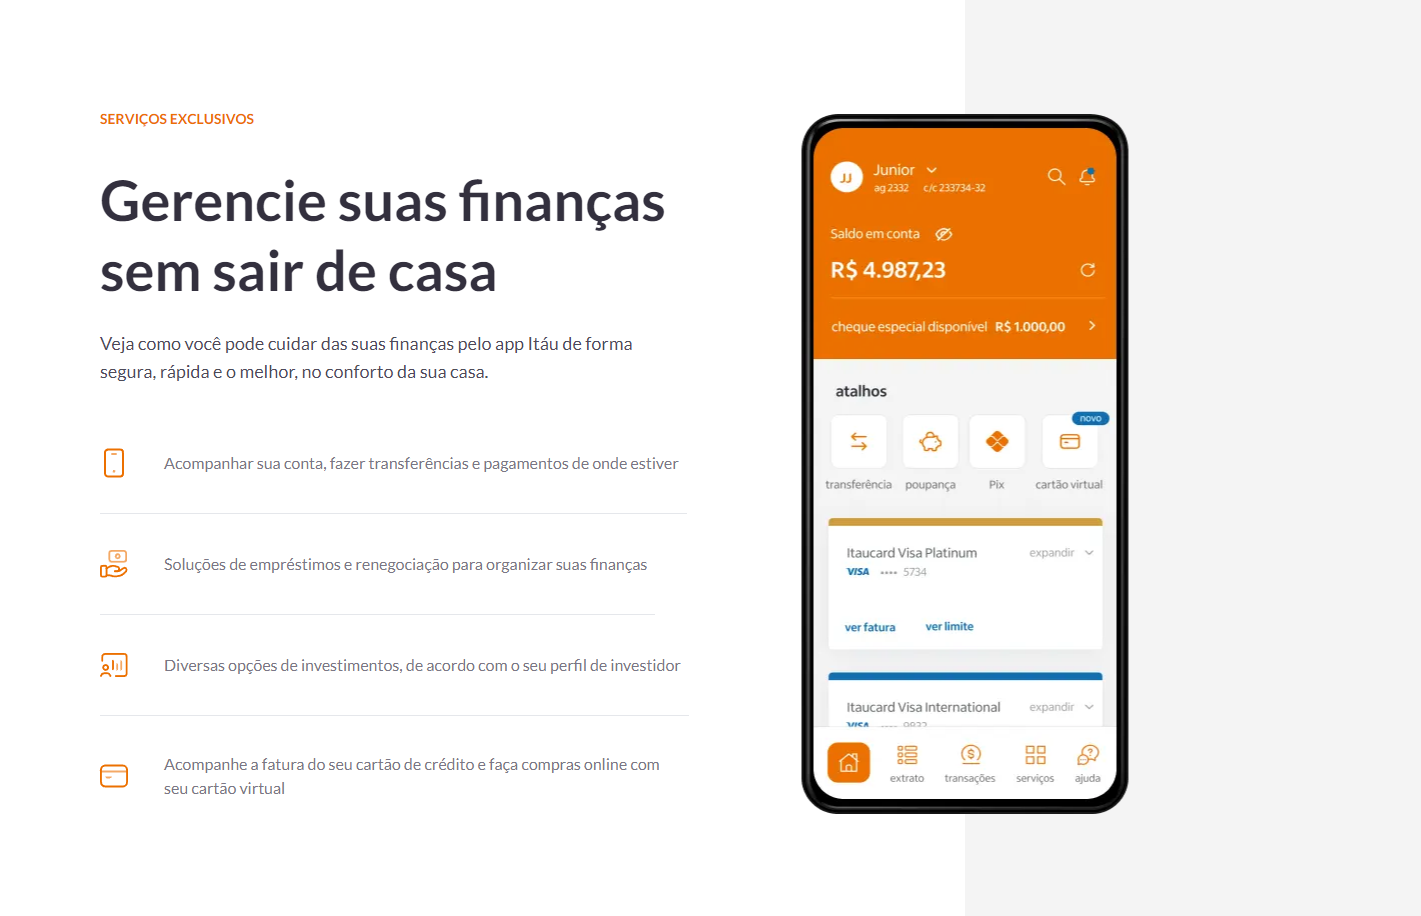 SERVIÇOS EXCLUSIVOS
Gerencie suas finanças
sem sair de casa
Veja como você pode cuidar das suas finanças pelo app Itáu de forma
segura, rápida e o melhor, no conforto da sua casa.
Acompanhar sua conta, fazer transferências e pagamentos de onde estiver
Soluções de empréstimos e renegociação para organizar suas finanças
Diversas opções de investimentos, de acordo com o seu perfil de investidor
Acompanhe a fatura do seu cartão de crédito e faça compras online com
seu cartão virtual
JJ
Junior
ag 2332 c/c 233734-32
Saldo em conta
R$ 4.987,23
cheque especial disponível R$ 1.000,00
atalhos
novo
transferência poupança Pix cartão virtual
Itaucard Visa Platinum expandir
VISA •••• 5734
ver fatura ver limite
Itaucard Visa International expandir
VISA •••• 9832
extrato transações serviços ajuda